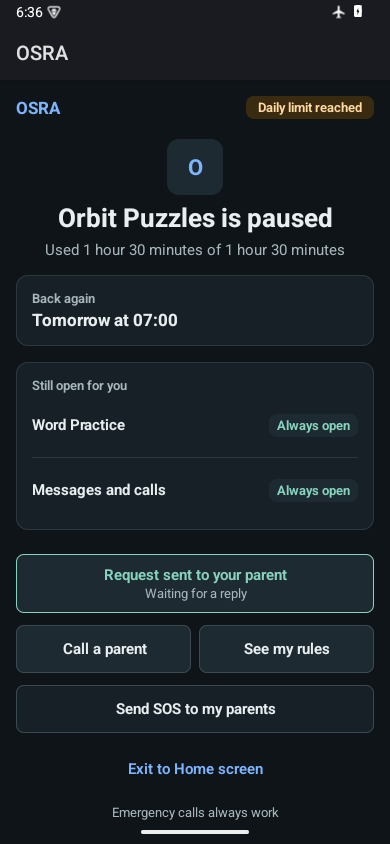 6:36
OSRA
OSRA
Daily limit reached
O
Orbit Puzzles is paused
Used 1 hour 30 minutes of 1 hour 30 minutes
Back again
Tomorrow at 07:00
Still open for you
Word Practice
Always open
Messages and calls
Always open
Request sent to your parent
Waiting for a reply
Call a parent
See my rules
Send SOS to my parents
Exit to Home screen
Emergency calls always work